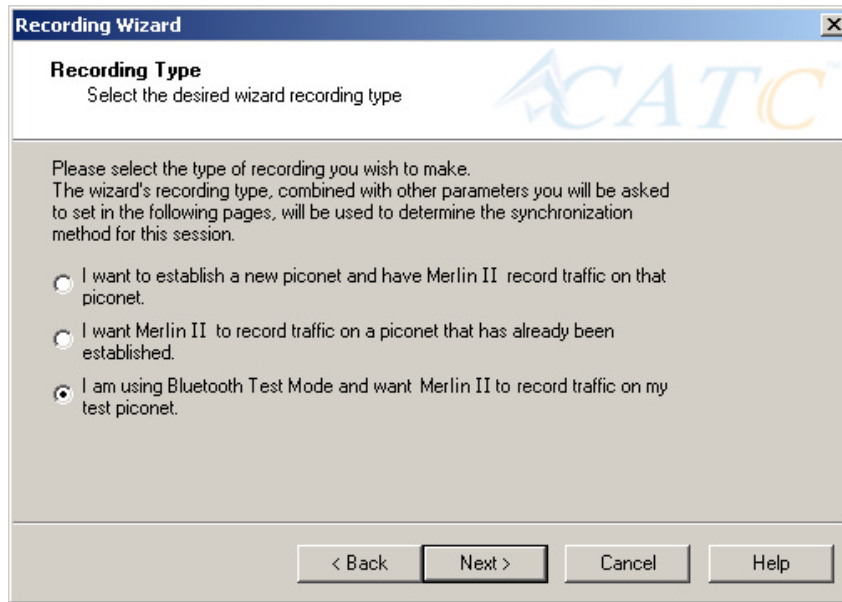 Recording Wizard
Recording Type
Select the desired wizard recording type
CATC
Please select the type of recording you wish to make.
The wizard's recording type, combined with other parameters you will be asked
to set in the following pages, will be used to determine the synchronization
method for this session.
I want to establish a new piconet and have Merlin II record traffic on that
piconet.
I want Merlin II to record traffic on a piconet that has already been
established.
I am using Bluetooth Test Mode and want Merlin II to record traffic on my
test piconet.
< Back Next > Cancel Help